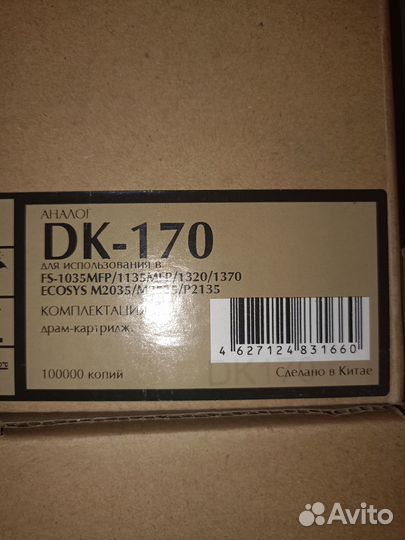 АНАЛОГ
DK-170
для использования в:
FS-1035MFP/1135MFP/1320/1370
ECOSYS M2035/M2535/P2135
КОМПЛЕКТАЦИЯ
драм-картридж
4 627124 831660
100000 копий
Сделано в Китае
Avito